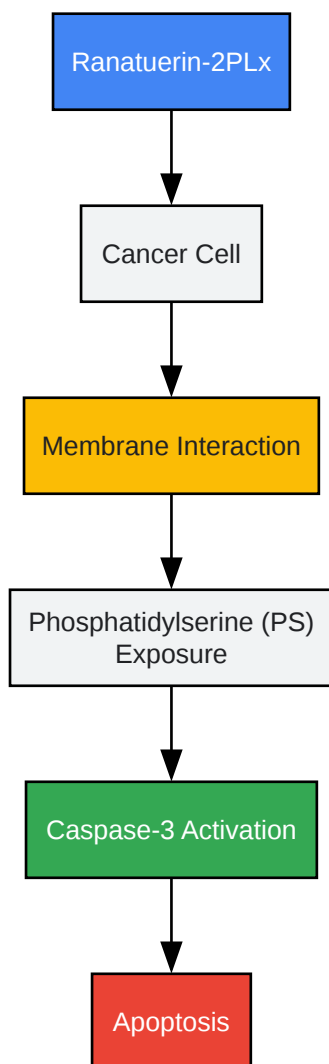 Ranatuerin-2PLx
Cancer Cell
Membrane Interaction
Phosphatidylserine (PS)
Exposure
Caspase-3 Activation
Apoptosis